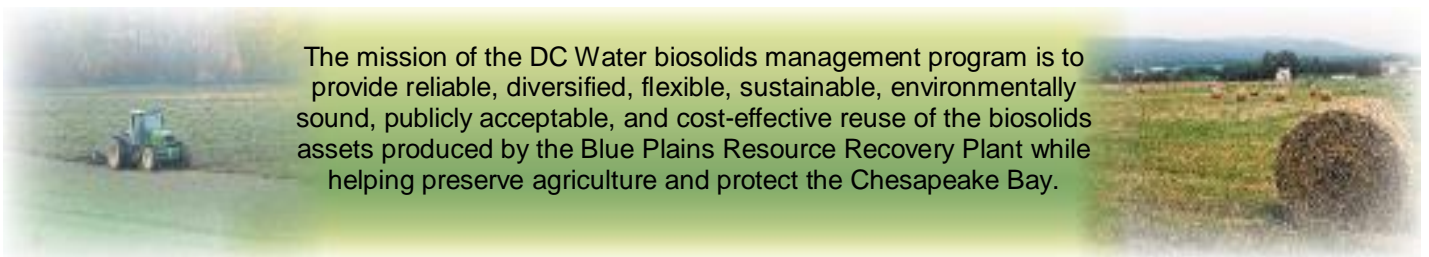 The mission of the DC Water biosolids management program is to
provide reliable, diversified, flexible, sustainable, environmentally
sound, publicly acceptable, and cost-effective reuse of the biosolids
assets produced by the Blue Plains Resource Recovery Plant while
helping preserve agriculture and protect the Chesapeake Bay.